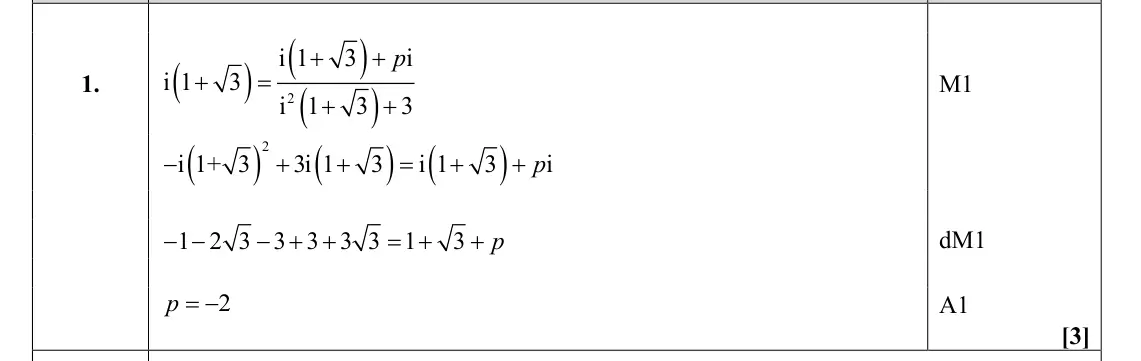 1. i(1+√3) = (i(1+√3)+pi)/(i²(1+√3)+3) M1
−i(1+√3)²+3i(1+√3) = i(1+√3)+pi
−1−2√3−3+3+3√3 = 1+√3+p dM1
p = −2 A1
[3]